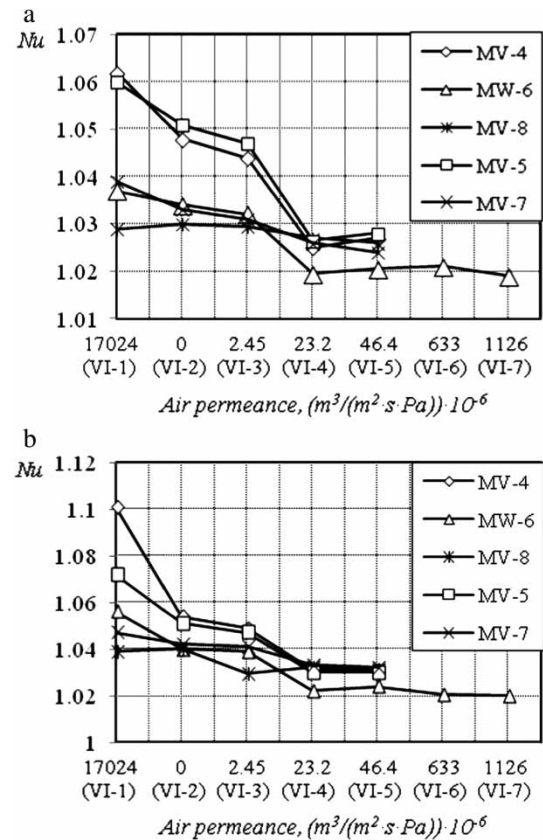 a
Nu
1.07
1.06
1.05
1.04
1.03
1.02
1.01
MV-4
MW-6
MV-8
MV-5
MV-7
17024 0 2.45 23.2 46.4 633 1126
(VI-1) (VI-2) (VI-3) (VI-4) (VI-5) (VI-6) (VI-7)
Air permeance, (m³/(m²·s·Pa))·10⁻⁶
b
Nu
1.12
1.1
1.08
1.06
1.04
1.02
1
MV-4
MW-6
MV-8
MV-5
MV-7
17024 0 2.45 23.2 46.4 633 1126
(VI-1) (VI-2) (VI-3) (VI-4) (VI-5) (VI-6) (VI-7)
Air permeance, (m³/(m²·s·Pa))·10⁻⁶